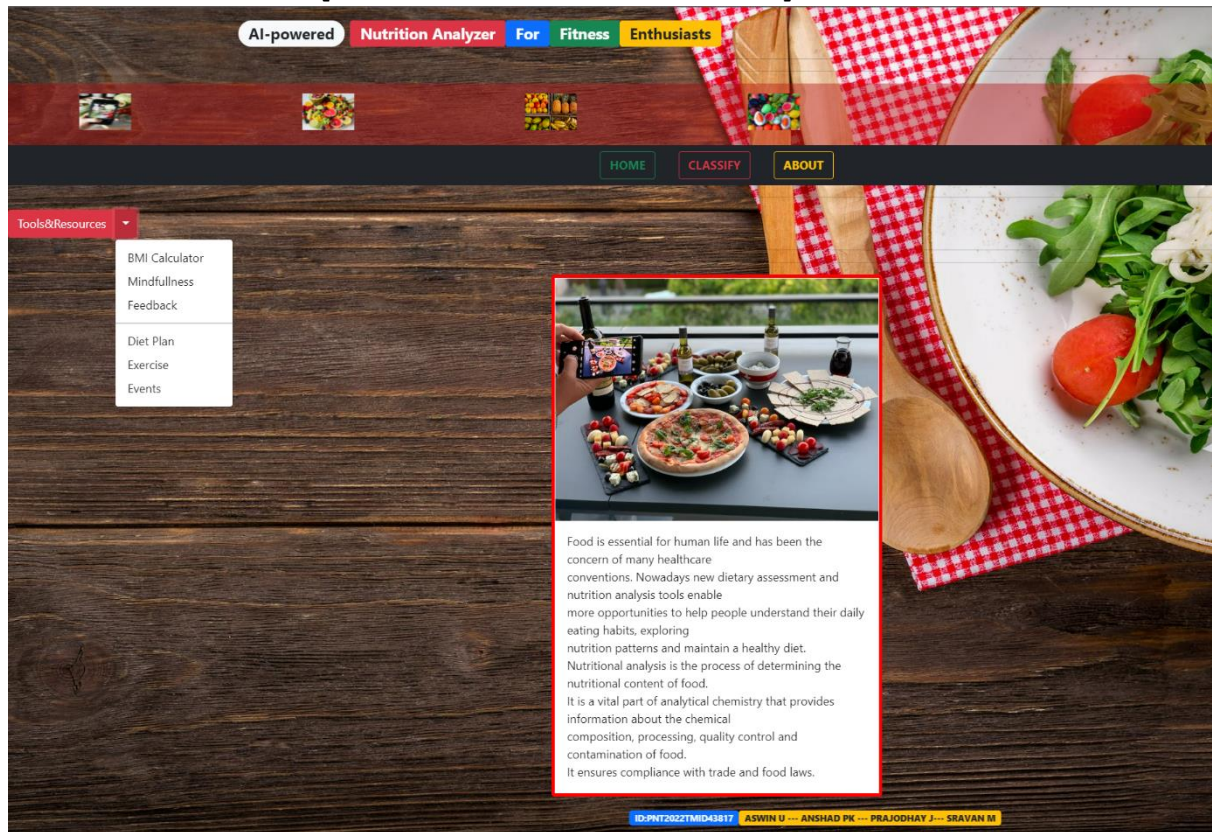 AI-powered Nutrition Analyzer For Fitness Enthusiasts
HOME CLASSIFY ABOUT
Tools&Resources
BMI Calculator
Mindfullness
Feedback
Diet Plan
Exercise
Events
Food is essential for human life and has been the
concern of many healthcare
conventions. Nowadays new dietary assessment and
nutrition analysis tools enable
more opportunities to help people understand their daily
eating habits, exploring
nutrition patterns and maintain a healthy diet.
Nutritional analysis is the process of determining the
nutritional content of food.
It is a vital part of analytical chemistry that provides
information about the chemical
composition, processing, quality control and
contamination of food.
It ensures compliance with trade and food laws.
ID:PNT2022TMID43817 ASWIN U --- ANSHAD PK --- PRAJODHAY J--- SRAVAN M